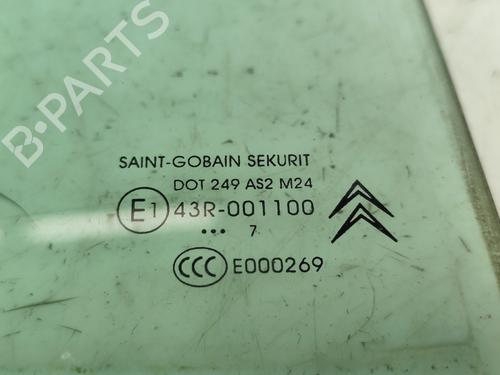 B-PARTS
SAINT-GOBAIN SEKURIT
DOT 249 AS2 M24
E1 43R-001100
... 7
CCC E000269